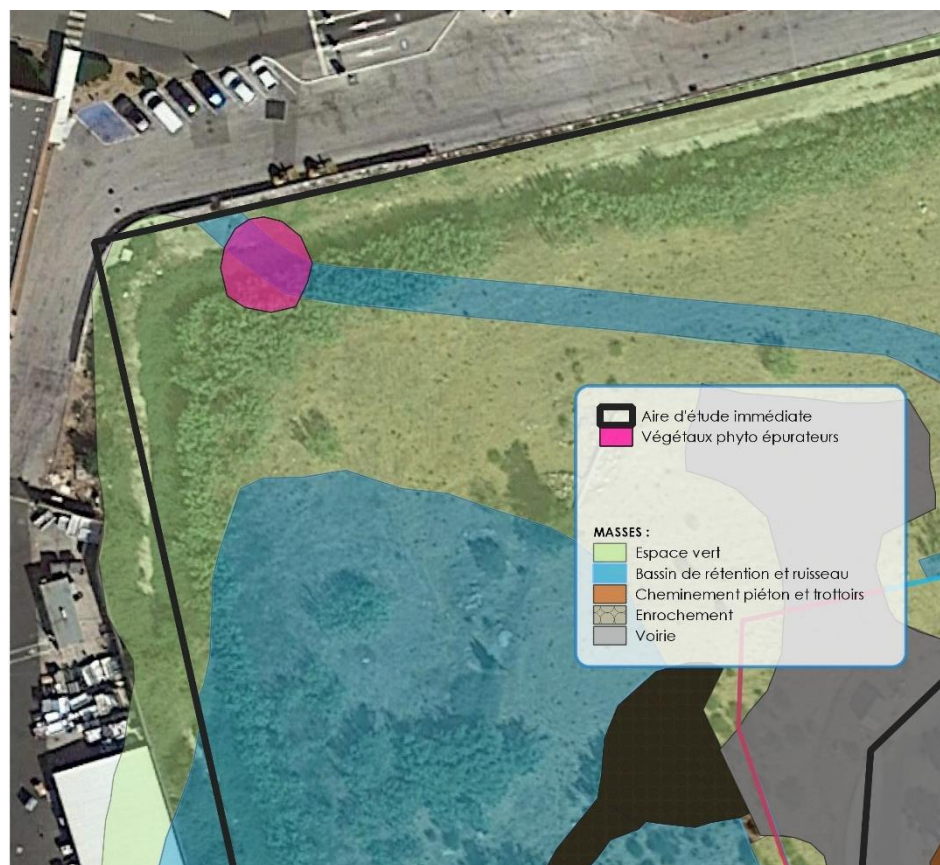 Aire d'étude immédiate
Végétaux phyto épurateurs
MASSES :
Espace vert
Bassin de rétention et ruisseau
Cheminement piéton et trottoirs
Enrochement
Voirie